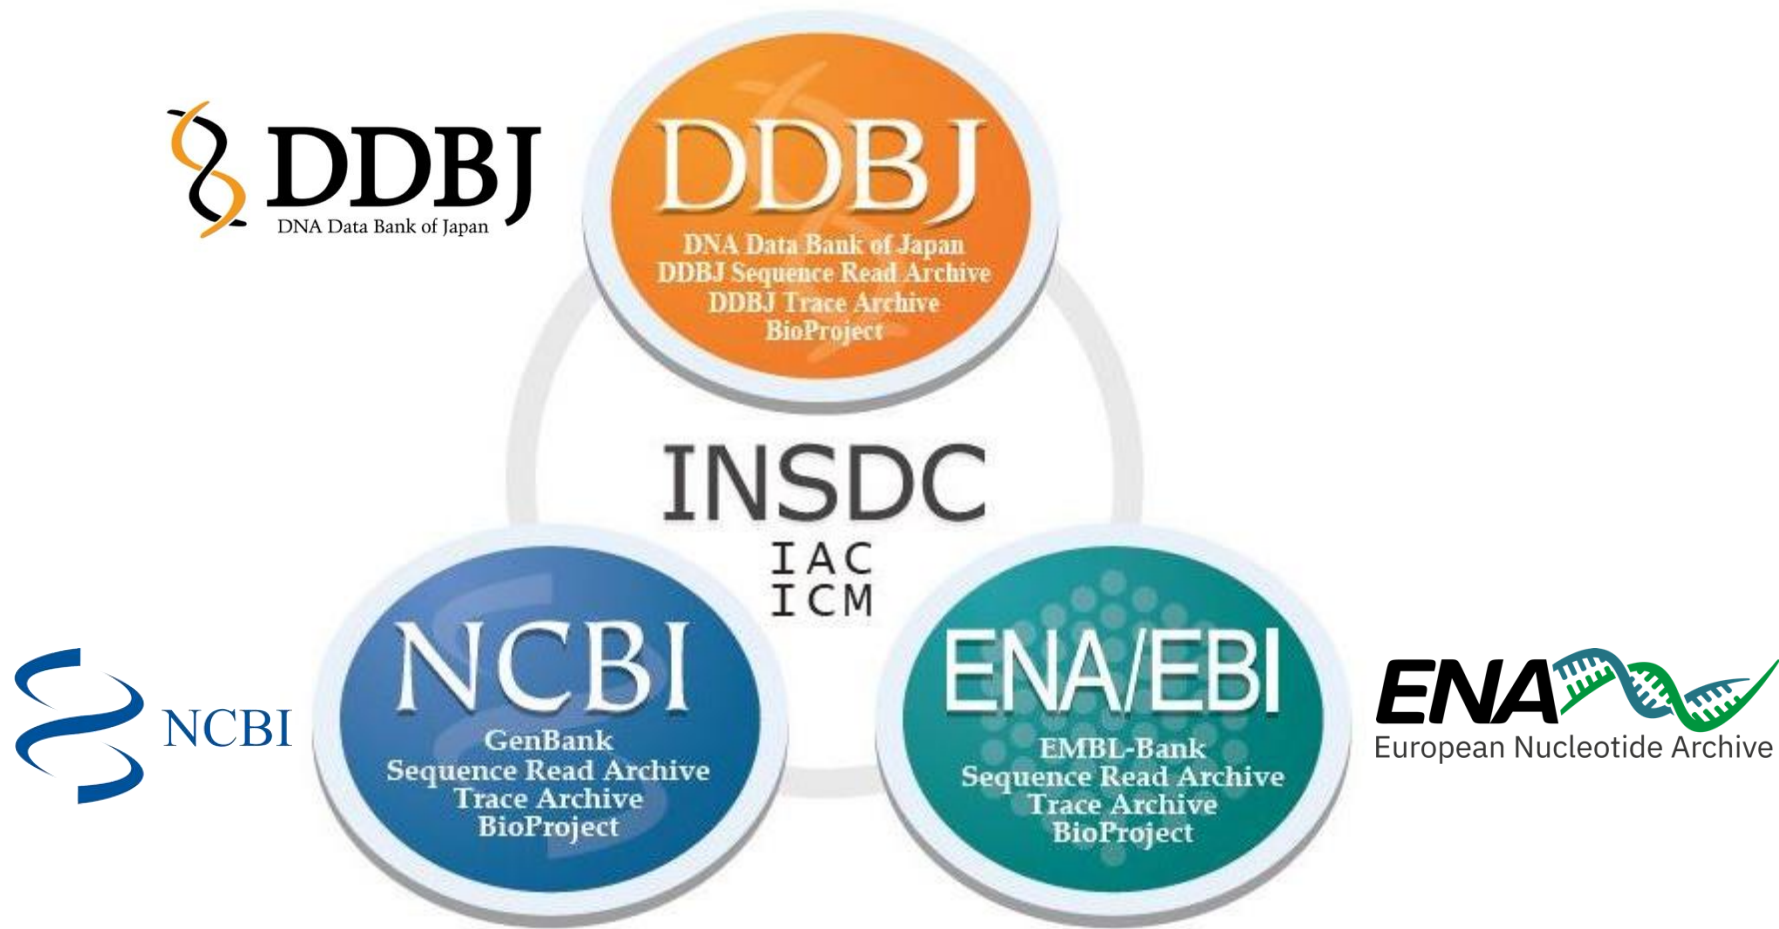 DDBJ
DNA Data Bank of Japan
DDBJ
DNA Data Bank of Japan
DDBJ Sequence Read Archive
DDBJ Trace Archive
BioProject
INSDC
IAC
ICM
NCBI
NCBI
GenBank
Sequence Read Archive
Trace Archive
BioProject
ENA/EBI
EMBL-Bank
Sequence Read Archive
Trace Archive
BioProject
ENA
European Nucleotide Archive